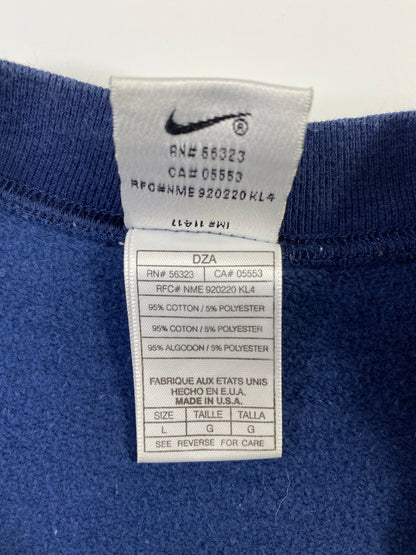 ®
RN# 56323
CA# 05553
RFC#NME 920220 KL4
DZA
RN# 56323 CA# 05553
RFC# NME 920220 KL4
95% COTTON / 5% POLYESTER
95% COTON / 5% POLYESTER
95% ALGODON / 5% POLYESTER
FABRIQUE AUX ETATS UNIS
HECHO EN E.U.A.
MADE IN U.S.A.
SIZE TAILLE TALLA
L G G
SEE REVERSE FOR CARE